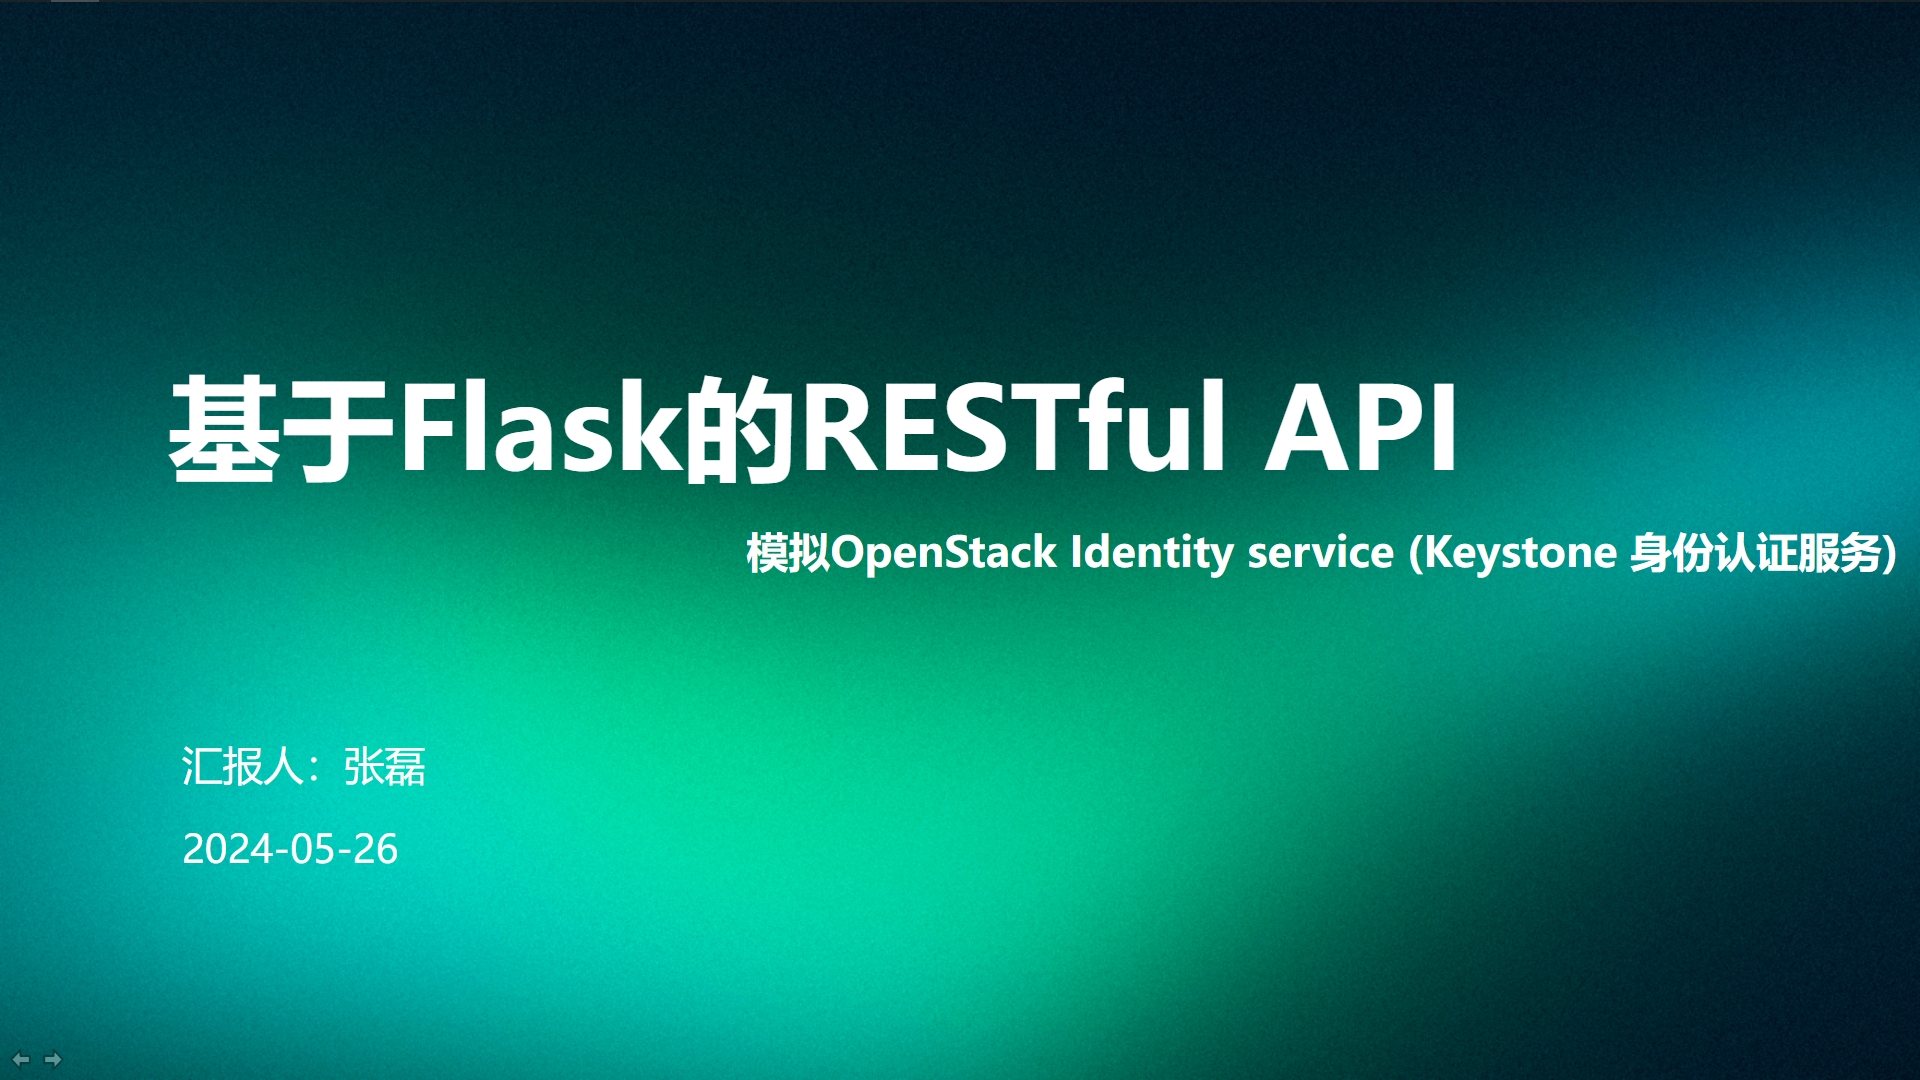 基于Flask的RESTful API
模拟OpenStack Identity service (Keystone 身份认证服务)
汇报人：张磊
2024-05-26